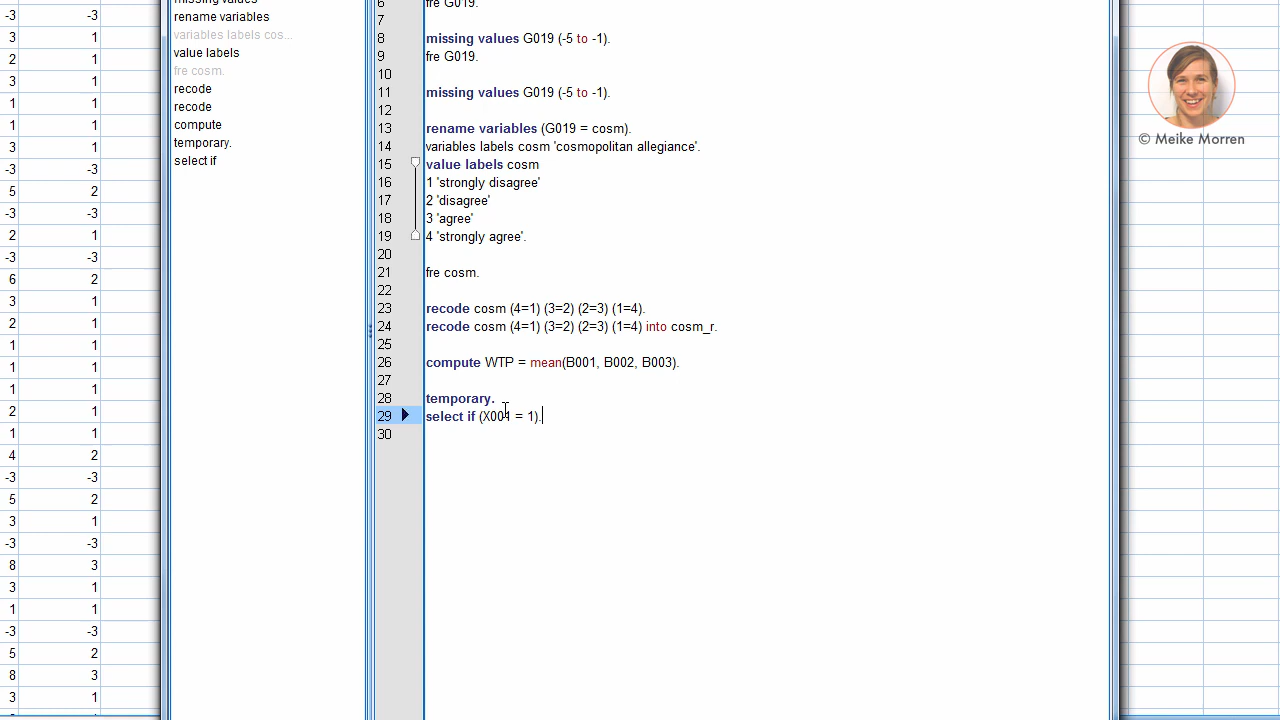 missing values
rename variables
variables labels cos...
value labels
fre cosm.
recode
recode
compute
temporary.
select if
6 fre G019.
7
8 missing values G019 (-5 to -1).
9 fre G019.
10
11 missing values G019 (-5 to -1).
12
13 rename variables (G019 = cosm).
14 variables labels cosm 'cosmopolitan allegiance'.
15 value labels cosm
16 1 'strongly disagree'
17 2 'disagree'
18 3 'agree'
19 4 'strongly agree'.
20
21 fre cosm.
22
23 recode cosm (4=1) (3=2) (2=3) (1=4).
24 recode cosm (4=1) (3=2) (2=3) (1=4) into cosm_r.
25
26 compute WTP = mean(B001, B002, B003).
27
28 temporary.
29 select if (X001 = 1).
30
-3 -3
3 1
2 1
3 1
1 1
1 1
3 1
-3 -3
5 2
-3 -3
2 1
-3 -3
6 2
3 1
2 1
1 1
1 1
1 1
2 1
1 1
4 2
-3 -3
5 2
3 1
-3 -3
8 3
3 1
1 1
-3 -3
5 2
8 3
3 1
© Meike Morren